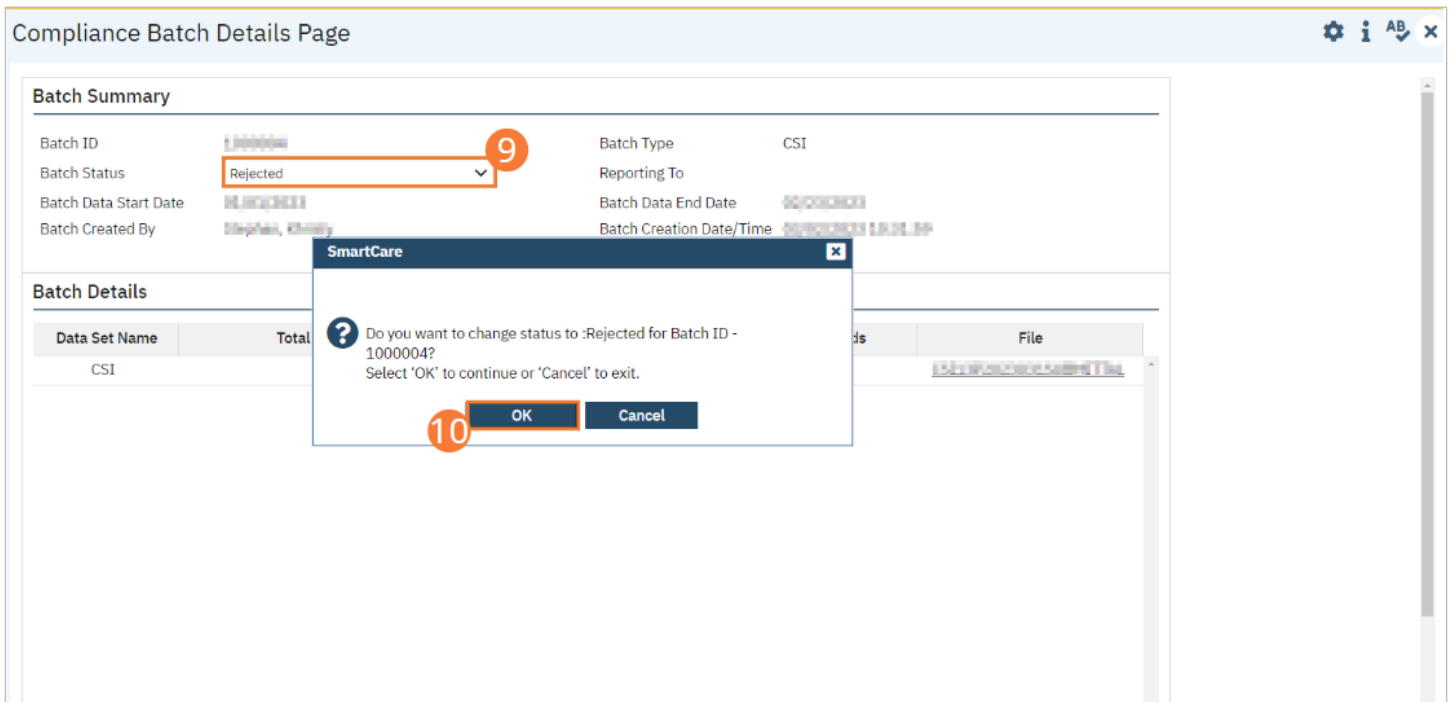 Compliance Batch Details Page
Batch Summary
Batch ID
Batch Type CSI
9
Batch Status Rejected
Reporting To
Batch Data Start Date
Batch Data End Date
Batch Created By
Batch Creation Date/Time
SmartCare
Batch Details
Data Set Name Total ds File
Do you want to change status to :Rejected for Batch ID -
1000004?
CSI
Select ‘OK’ to continue or ‘Cancel’ to exit.
10 OK Cancel